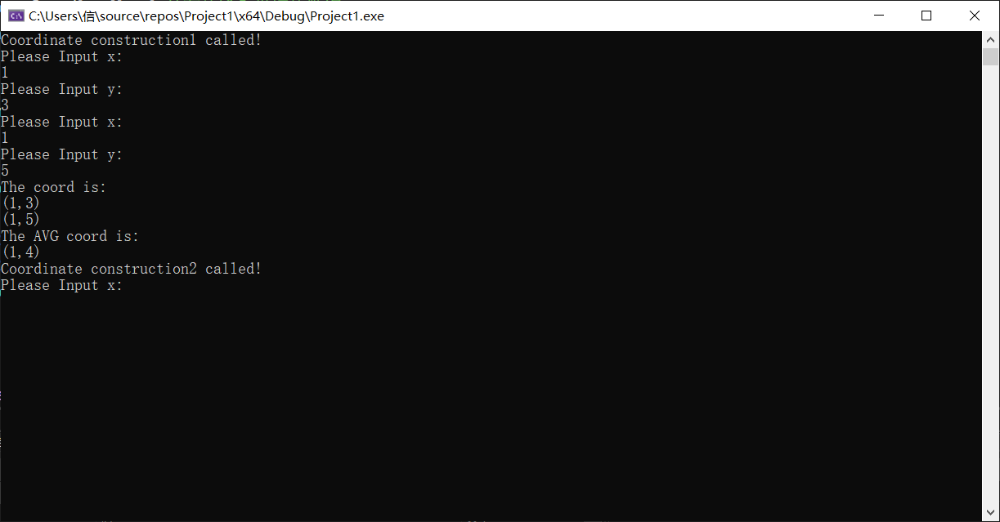 C:\Users\信\source\repos\Project1\x64\Debug\Project1.exe
Coordinate construction1 called!
Please Input x:
1
Please Input y:
3
Please Input x:
1
Please Input y:
5
The coord is:
(1,3)
(1,5)
The AVG coord is:
(1,4)
Coordinate construction2 called!
Please Input x: